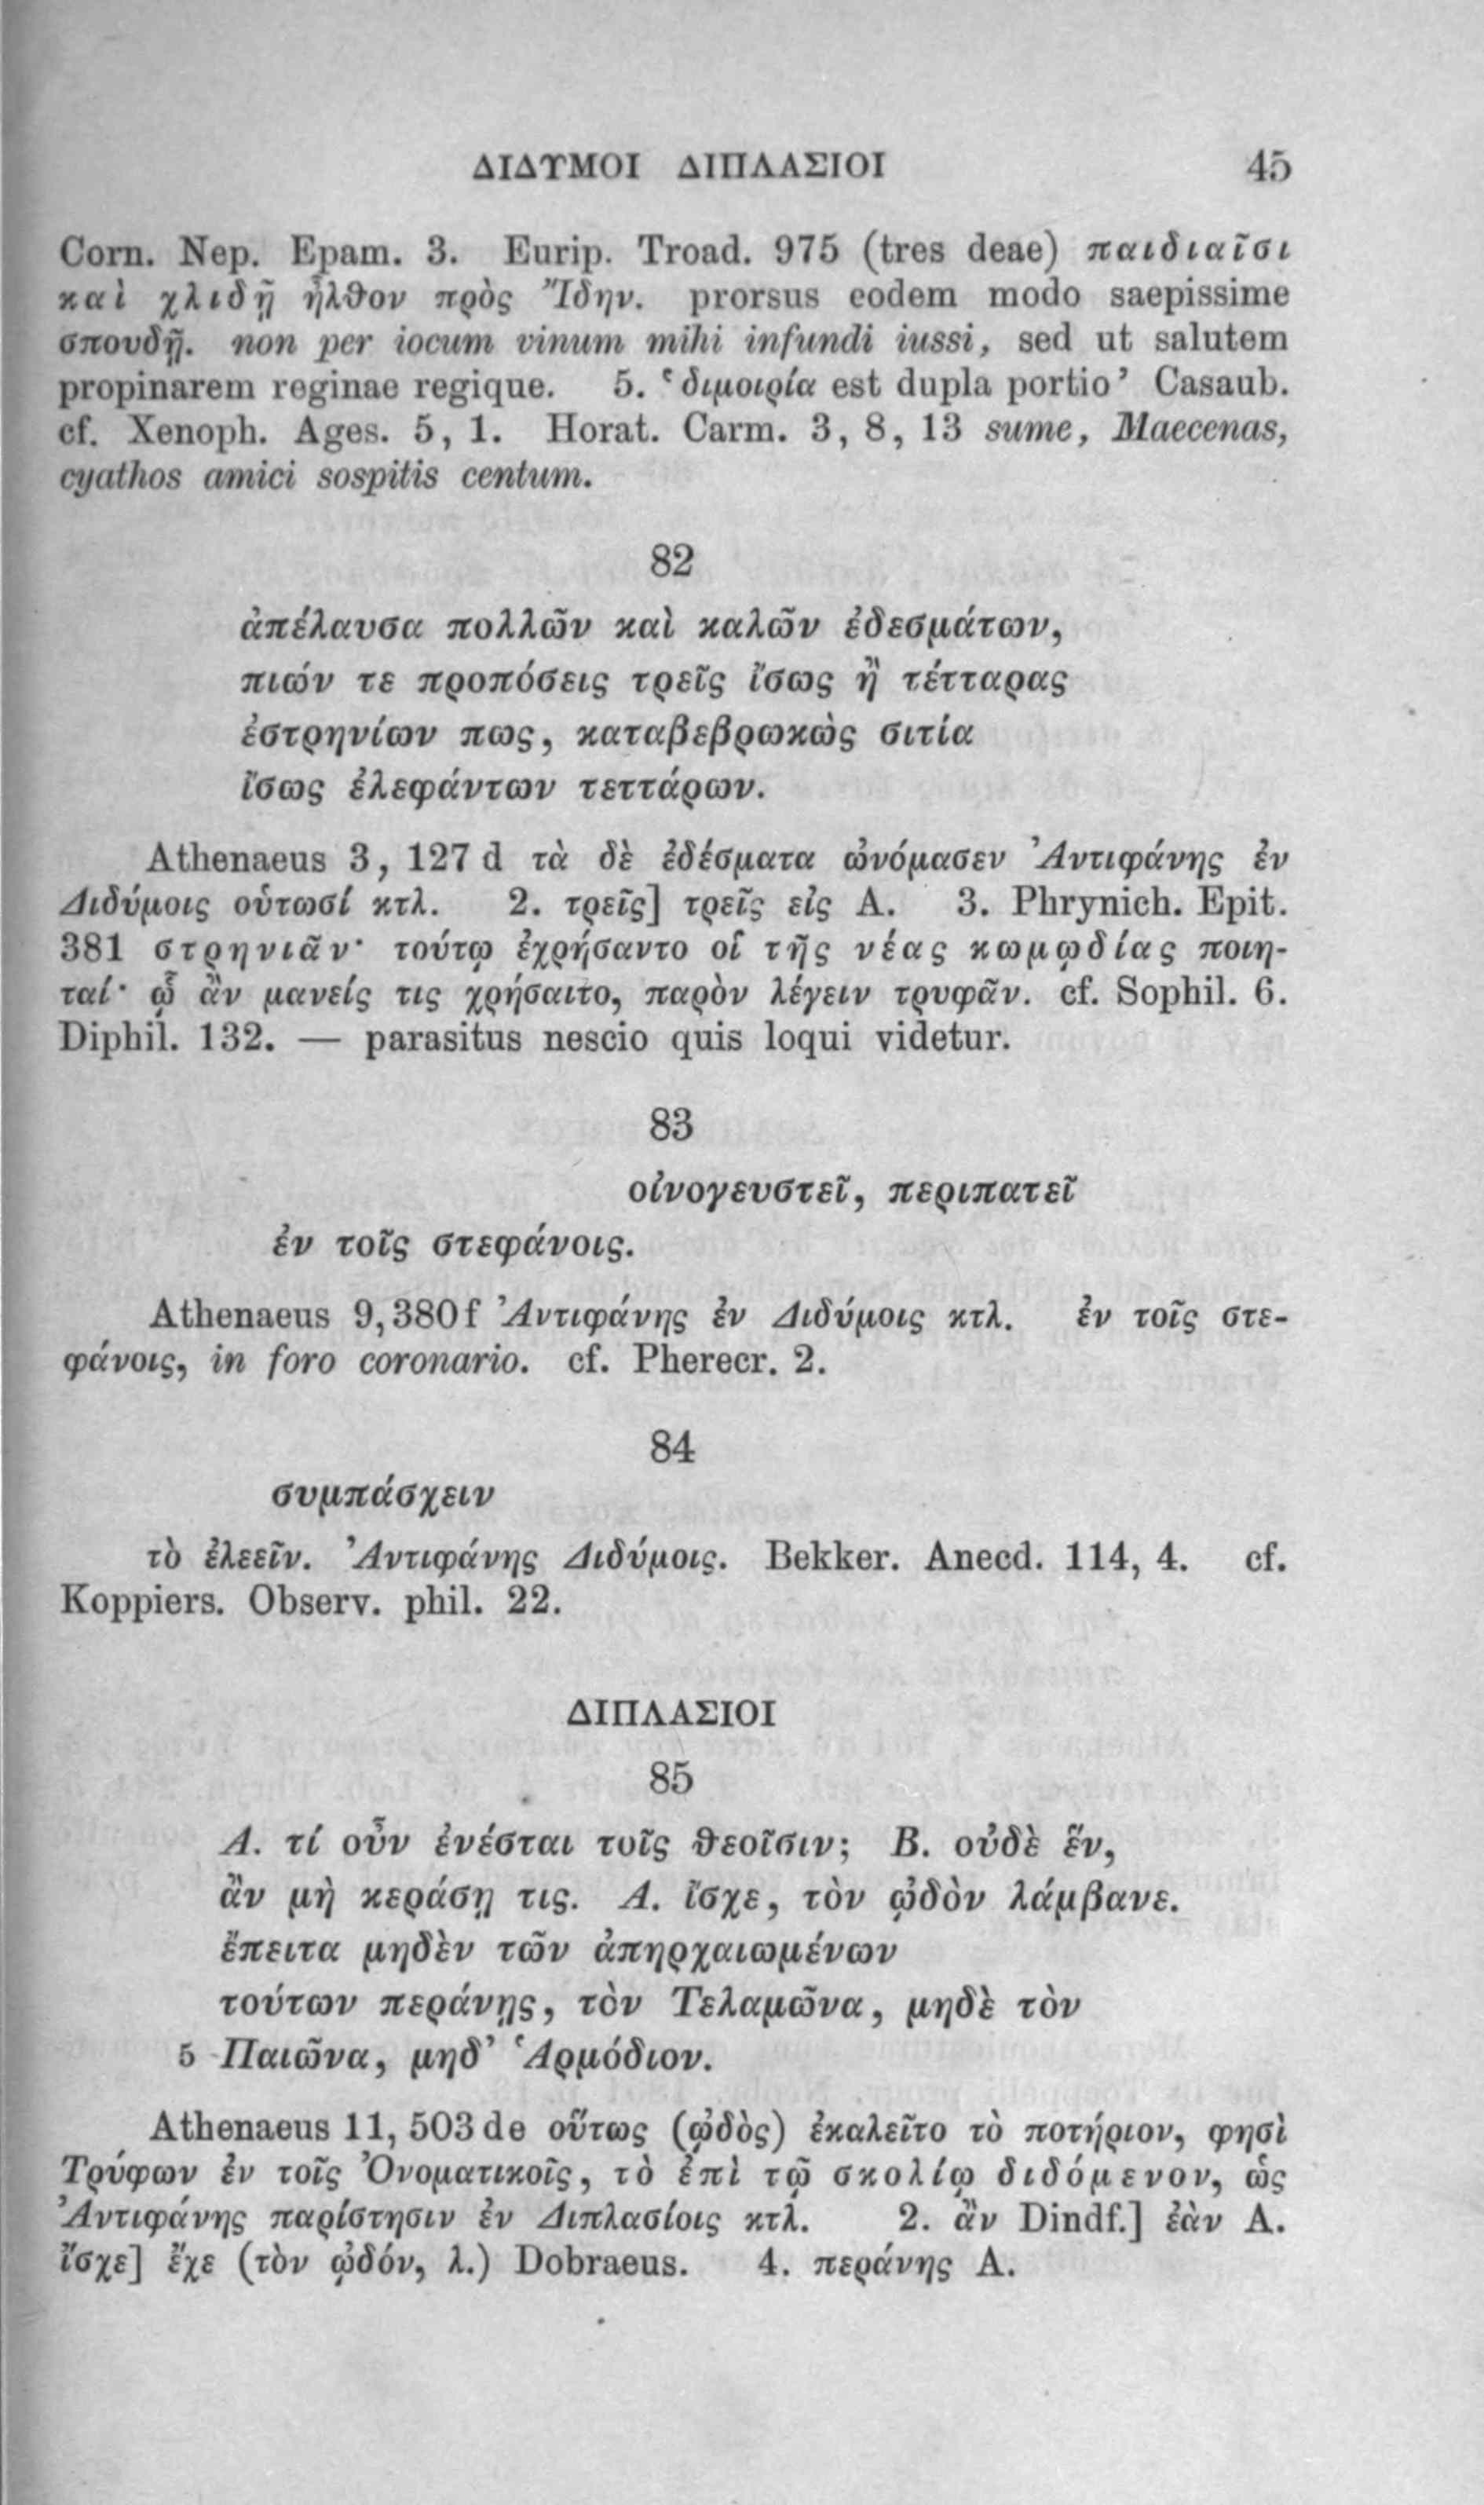 ΔΙΔΥΜΟΙ ΔΙΠΛΑΣΙΟΙ 45
Corn. Nep. Epam. 3. Eurip. Troad. 975 (tres deae) παιδιαῖσι
καὶ χλιδῇ ἦλθον πρὸς Ἴδην. prorsus eodem modo saepissime
σπουδῇ. non per iocum vinum mihi infundi iussi, sed ut salutem
propinarem reginae regique. 5. ‘διμοιρία est dupla portio’ Casaub.
cf. Xenoph. Ages. 5, 1. Horat. Carm. 3, 8, 13 sume, Maecenas,
cyathos amici sospitis centum.
82
ἀπέλαυσα πολλῶν καὶ καλῶν ἐδεσμάτων,
πιών τε προπόσεις τρεῖς ἴσως ἢ τέτταρας
ἐστρηνίων πως, καταβεβρωκὼς σιτία
ἴσως ἐλεφάντων τεττάρων.
Athenaeus 3, 127 d τὰ δὲ ἐδέσματα ὠνόμασεν Ἀντιφάνης ἐν
Διδύμοις οὑτωσί κτλ. 2. τρεῖς] τρεῖς εἰς A. 3. Phrynich. Epit.
381 στρηνιᾶν· τούτῳ ἐχρήσαντο οἱ τῆς νέας κωμῳδίας ποιη-
ταί· ᾧ ἂν μανείς τις χρήσαιτο, παρὸν λέγειν τρυφᾶν. cf. Sophil. 6.
Diphil. 132. — parasitus nescio quis loqui videtur.
83
οἰνογευστεῖ, περιπατεῖ
ἐν τοῖς στεφάνοις.
Athenaeus 9, 380 f Ἀντιφάνης ἐν Διδύμοις κτλ. ἐν τοῖς στε-
φάνοις, in foro coronario. cf. Pherecr. 2.
84
συμπάσχειν
τὸ ἐλεεῖν. Ἀντιφάνης Διδύμοις. Bekker. Anecd. 114, 4. cf.
Koppiers. Observ. phil. 22.
ΔΙΠΛΑΣΙΟΙ
85
Α. τί οὖν ἐνέσται τοῖς θεοῖσιν; Β. οὐδὲ ἕν,
ἂν μὴ κεράσῃ τις. Α. ἴσχε, τὸν ᾠδὸν λάμβανε.
ἔπειτα μηδὲν τῶν ἀπηρχαιωμένων
τούτων περάνῃς, τὸν Τελαμῶνα, μηδὲ τὸν
5 Παιῶνα, μηδ’ Ἁρμόδιον.
Athenaeus 11, 503 de οὕτως (ᾠδὸς) ἐκαλεῖτο τὸ ποτήριον, φησὶ
Τρύφων ἐν τοῖς Ὀνοματικοῖς, τὸ ἐπὶ τῷ σκολίῳ διδόμενον, ὡς
Ἀντιφάνης παρίστησιν ἐν Διπλασίοις κτλ. 2. ἂν Dindf.] ἐὰν A.
ἴσχε] ἔχε (τὸν ᾠδόν, λ.) Dobraeus. 4. περάνης A.